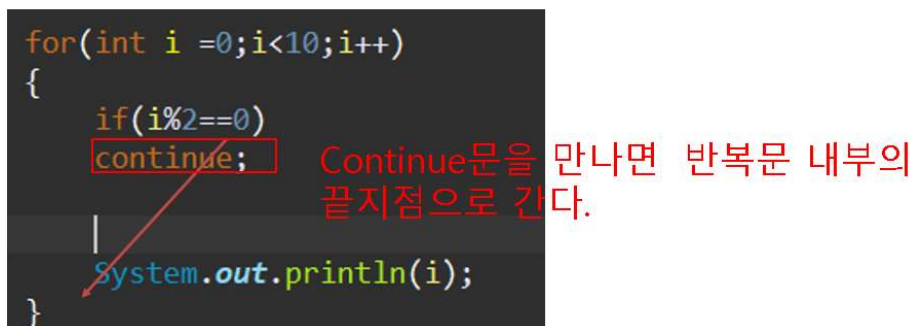 for(int i =0;i<10;i++)
{
if(i%2==0)
continue;
Continue문을 만나면 반복문 내부의
끝지점으로 간다.
System.out.println(i);
}